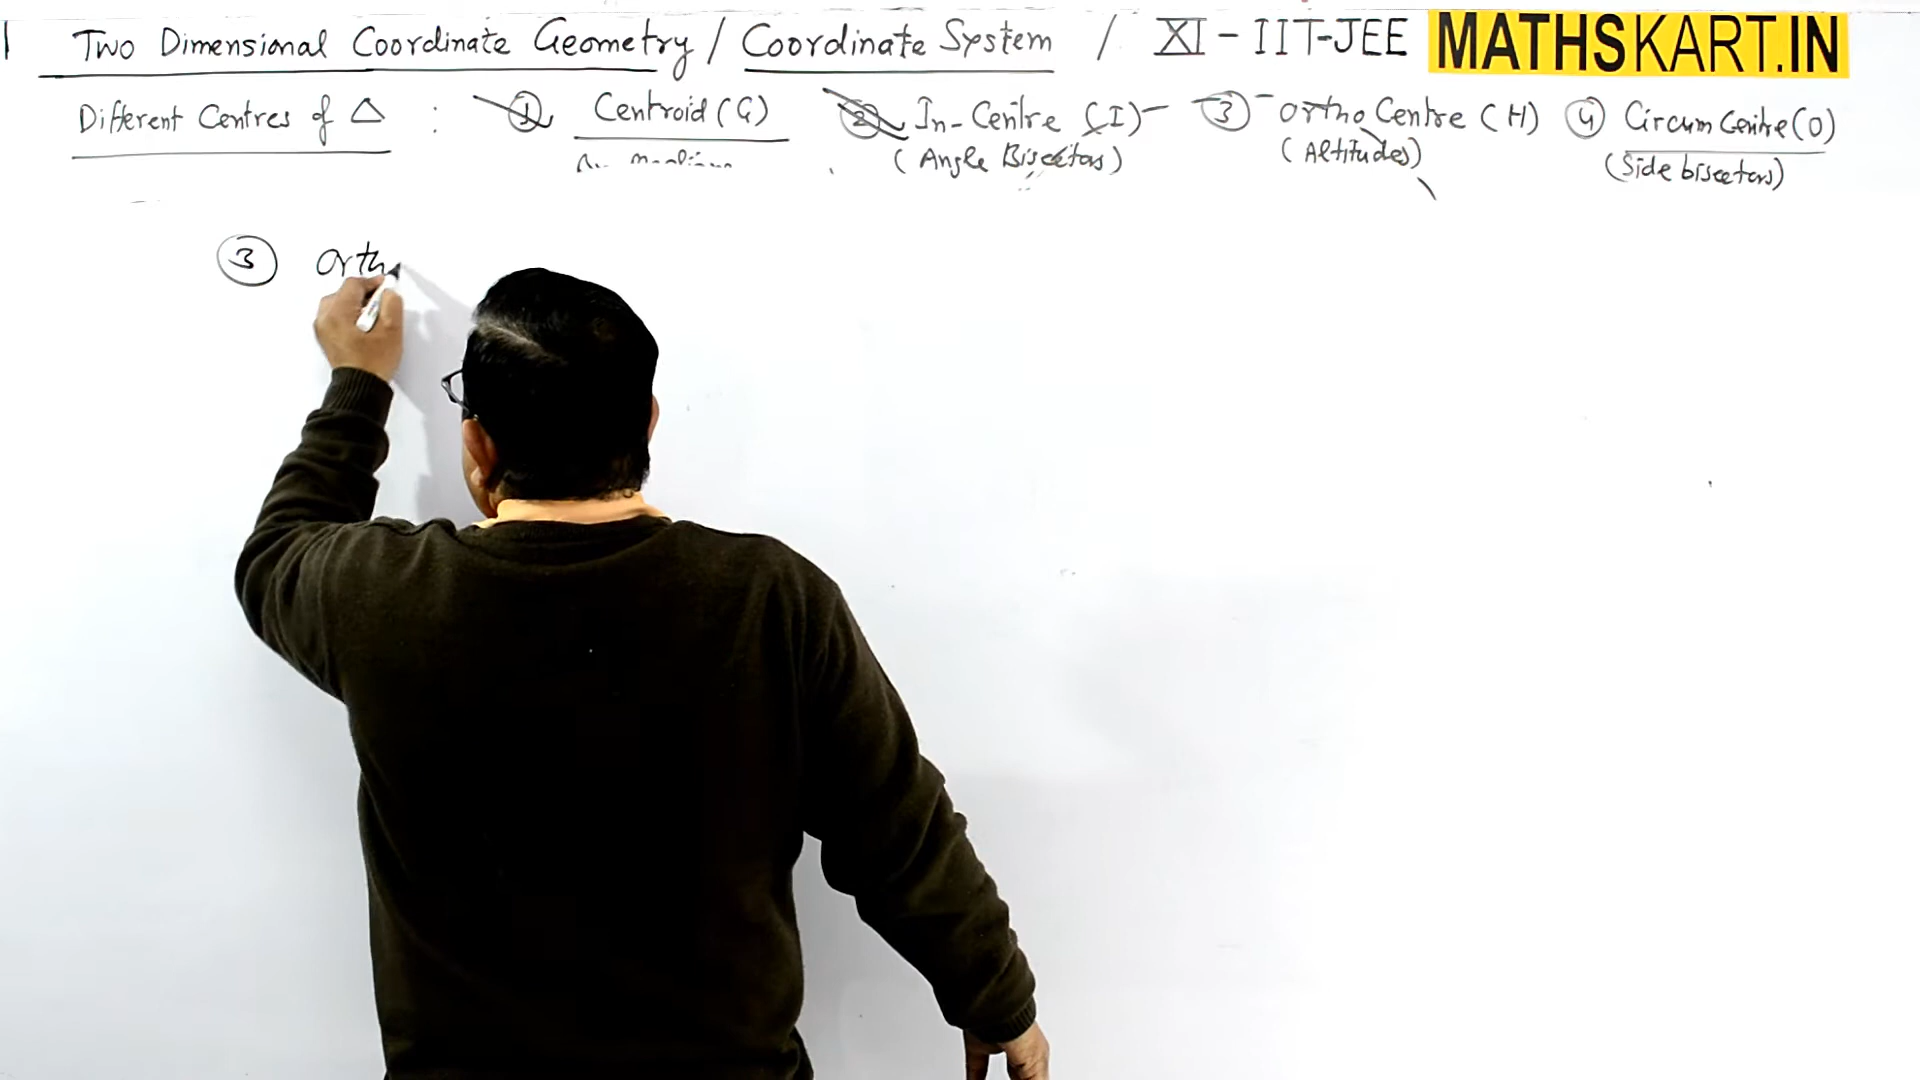 Two Dimensional Coordinate Geometry / Coordinate System / XI - IIT-JEE MATHSKART.IN
Different Centres of Δ : ① Centroid (G) ② In-Centre (I) ③ Ortho Centre (H) ④ Circum Centre (O)
(Angle Bisectors) (Altitudes) (Side bisectors)
③ Orth